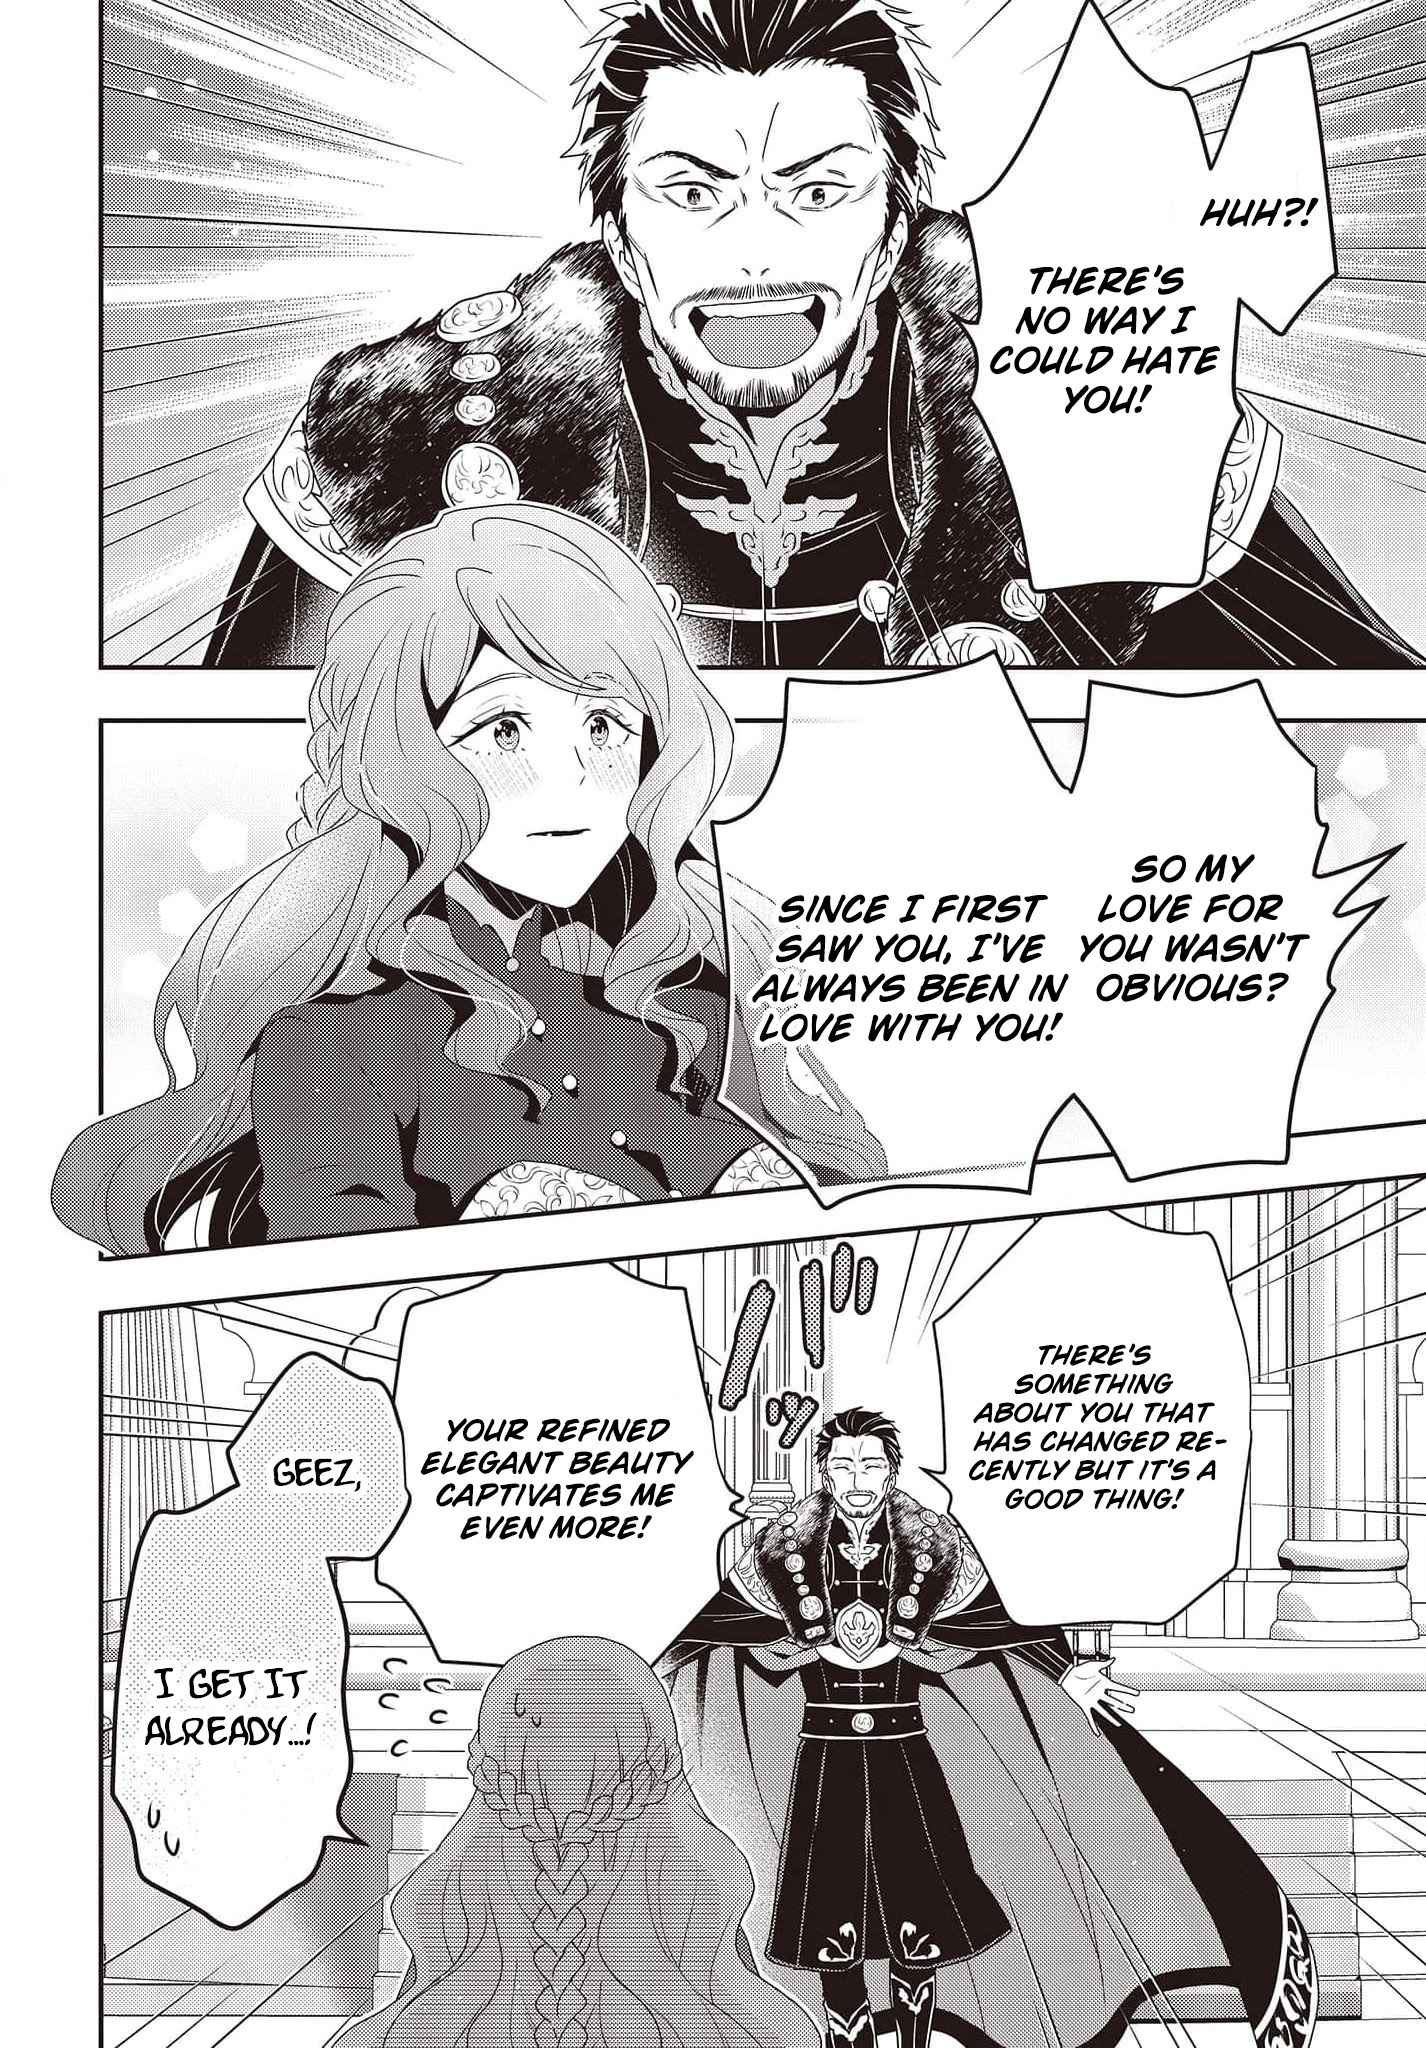 HUH?!
THERE'S
NO WAY I
COULD HATE
YOU!
SO MY
LOVE FOR
YOU WASN'T
OBVIOUS?
SINCE I FIRST
SAW YOU, I'VE
ALWAYS BEEN IN
LOVE WITH YOU!
THERE'S
SOMETHING
ABOUT YOU THAT
HAS CHANGED RE-
CENTLY BUT IT'S A
GOOD THING!
バッ
YOUR REFINED
ELEGANT BEAUTY
CAPTIVATES ME
EVEN MORE!
GEEZ,
I GET IT
ALREADY...!